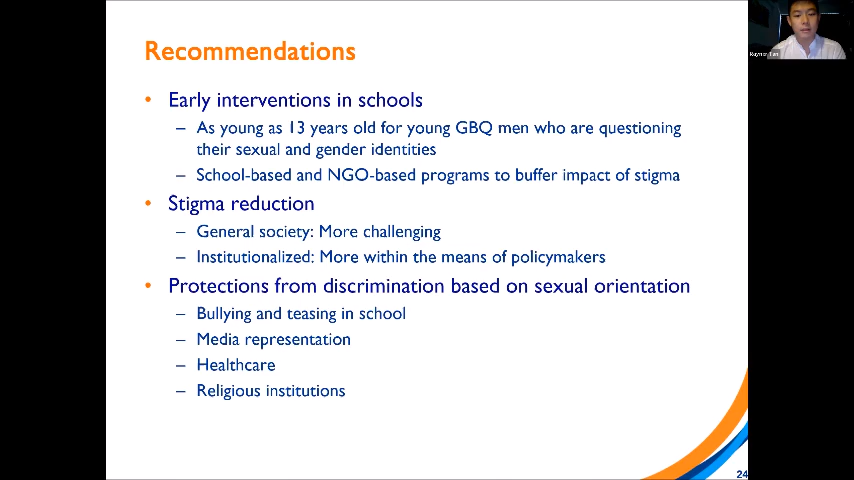 Recommendations
• Early interventions in schools
– As young as 13 years old for young GBQ men who are questioning
their sexual and gender identities
– School-based and NGO-based programs to buffer impact of stigma
• Stigma reduction
– General society: More challenging
– Institutionalized: More within the means of policymakers
• Protections from discrimination based on sexual orientation
– Bullying and teasing in school
– Media representation
– Healthcare
– Religious institutions
24
Rayner Tan